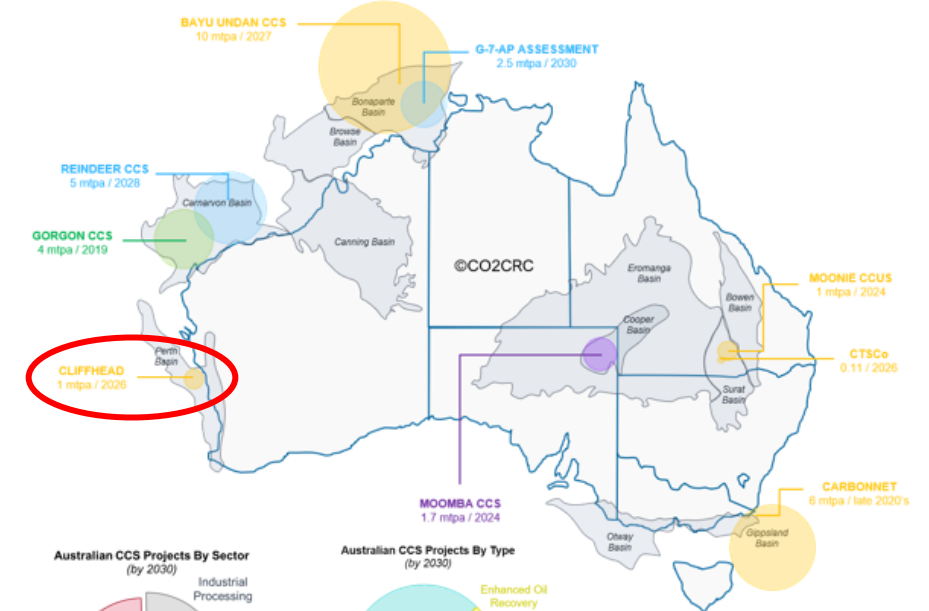 BAYU UNDAN CCS
10 mtpa / 2027
G-7-AP ASSESSMENT
2.5 mtpa / 2030
Bonaparte
Basin
Browse
Basin
REINDEER CCS
5 mtpa / 2028
Carnarvon Basin
GORGON CCS
4 mtpa / 2019
Canning Basin
©CO2CRC
Eromanga
Basin
MOONIE CCUS
1 mtpa / 2024
Bowen
Basin
Cooper
Basin
Perth
Basin
CLIFFHEAD
1 mtpa / 2026
CTSCo
0.11 / 2026
Surat
Basin
MOOMBA CCS
1.7 mtpa / 2024
CARBONNET
6 mtpa / late 2020's
Gippsland
Basin
Otway
Basin
Australian CCS Projects By Sector
(by 2030)
Industrial
Processing
Australian CCS Projects By Type
(by 2030)
Enhanced Oil
Recovery